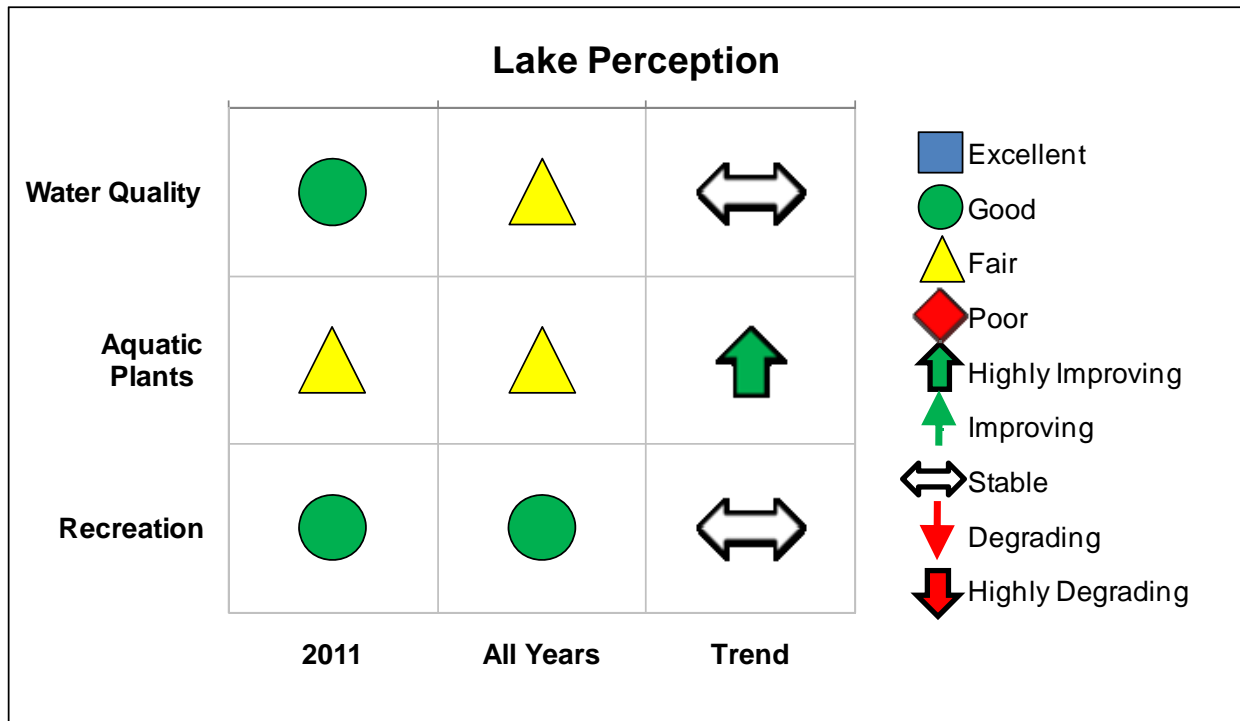 Lake Perception
Water Quality
Aquatic
Plants
Recreation
2011
All Years
Trend
Excellent
Good
Fair
Poor
Highly Improving
Improving
Stable
Degrading
Highly Degrading